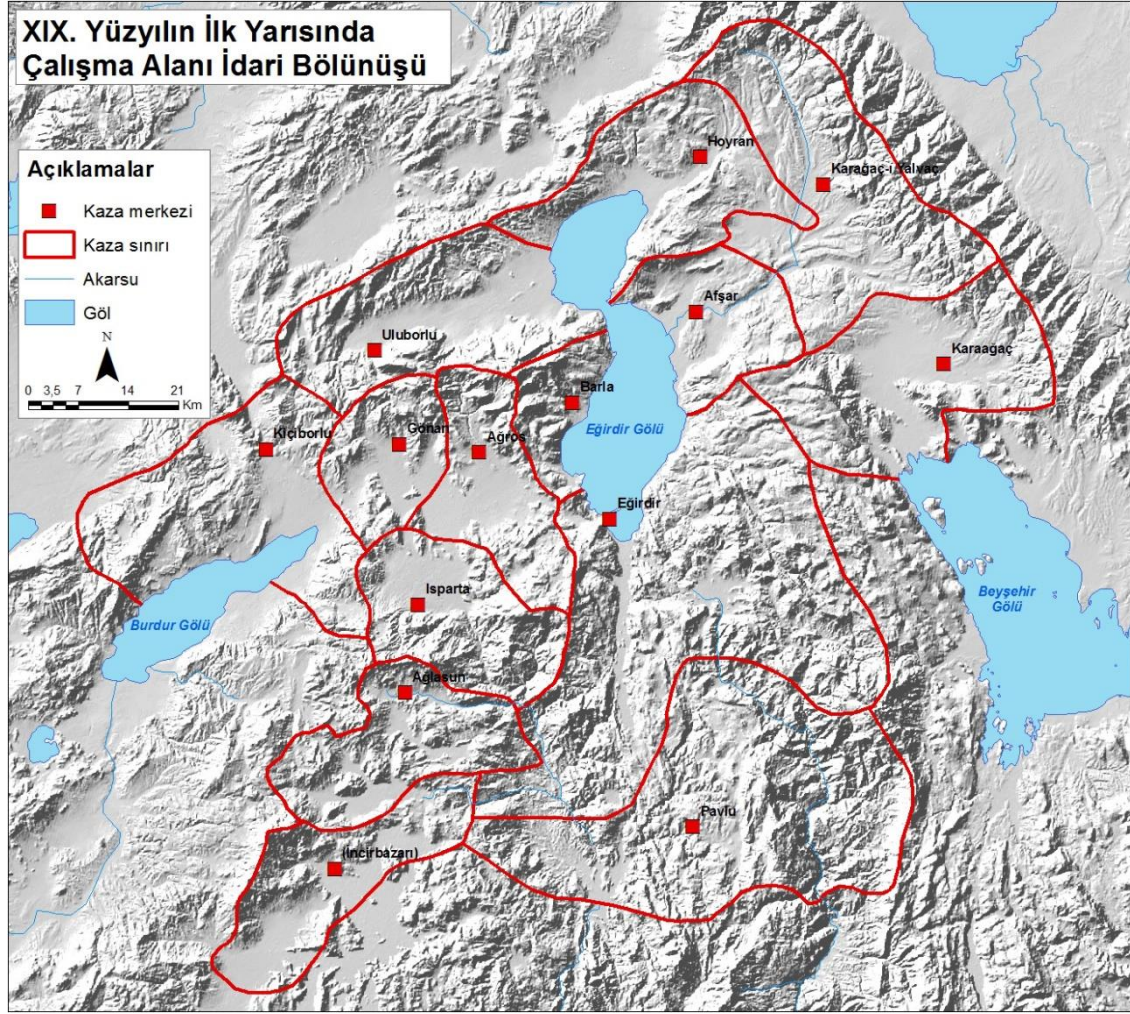 XIX. Yüzyılın İlk Yarısında
Çalışma Alanı İdari Bölünüşü
Açıklamalar
Kaza merkezi
Kaza sınırı
Akarsu
Göl
N
0 3,5 7 14 21
Km
Hoyran
Karağaç-ı Yalvaç
Afşar
Uluborlu
Karaağaç
Barla
Eğirdir Gölü
Kiçiborlu
Gönan
Ağros
Eğirdir
Isparta
Burdur Gölü
Beyşehir
Gölü
Ağlasun
Pavlu
(İncirbazarı)